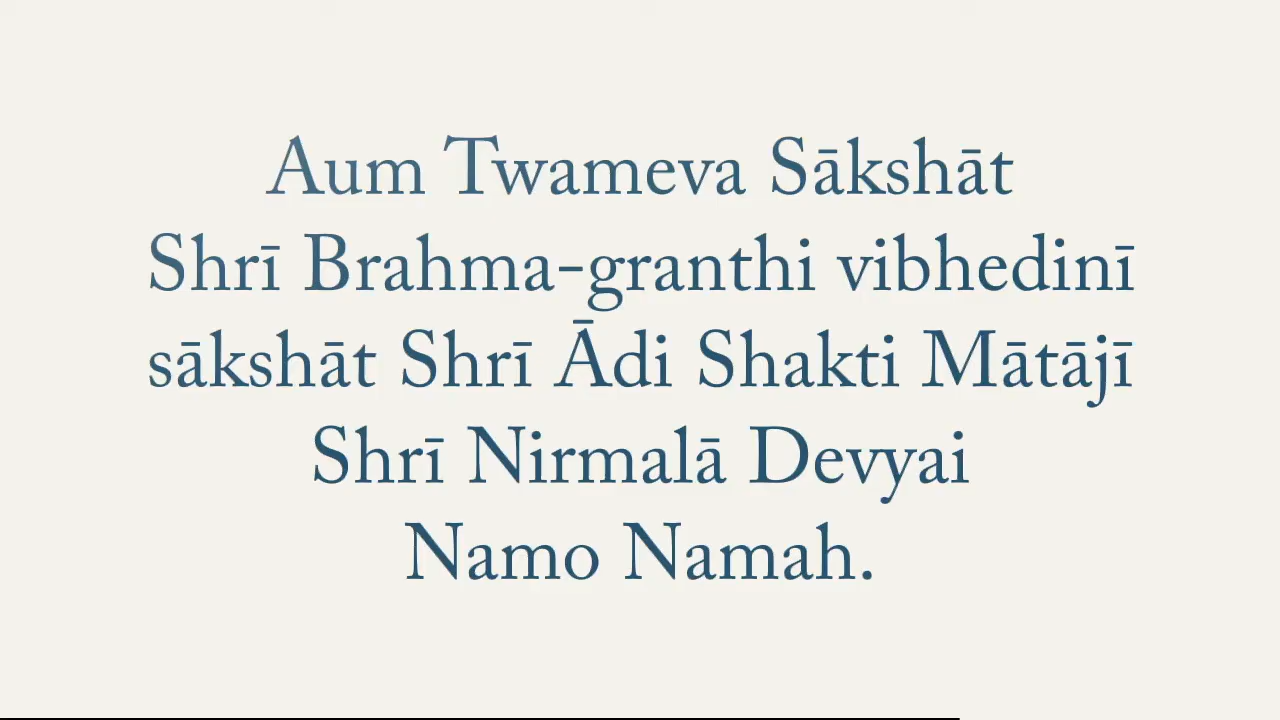 Aum Twameva Sākshāt
Shrī Brahma-granthi vibhedinī
sākshāt Shrī Ādi Shakti Mātājī
Shrī Nirmalā Devyai
Namo Namah.